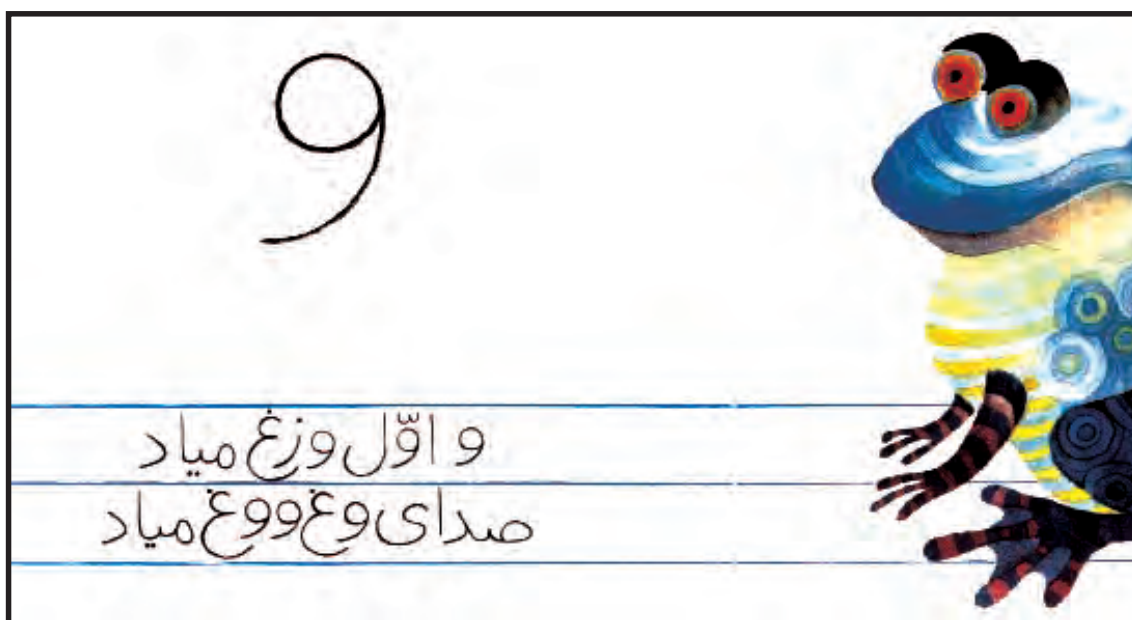 و
و اوّل وزغ میاد
صدای وغ و وغ میاد